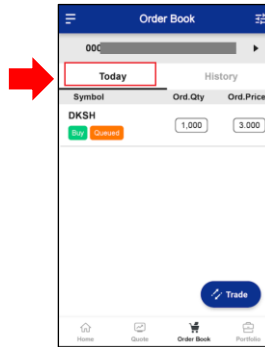 Order Book
000
Today History
Symbol Ord.Qty Ord.Price
DKSH
1,000 3.000
Buy Queued
Trade
Home Quote Order Book Portfolio